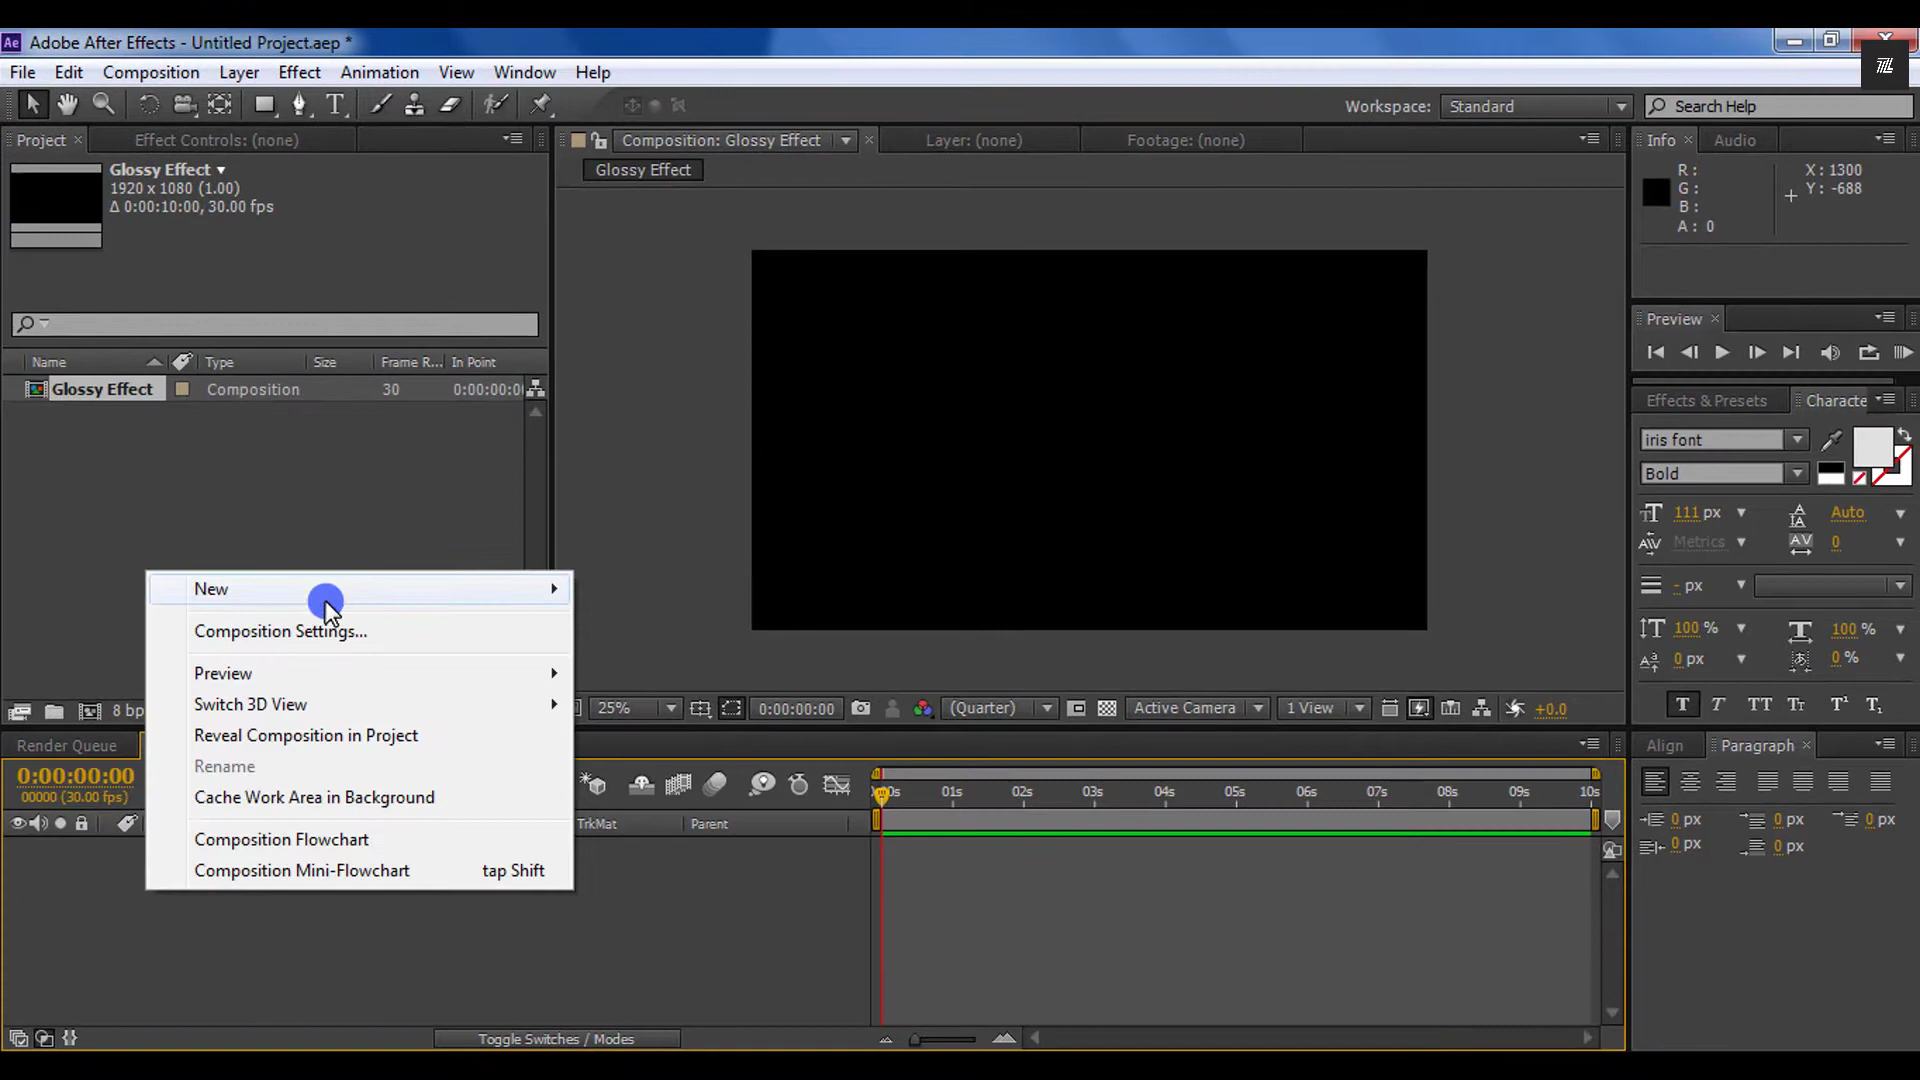 Ae Adobe After Effects - Untitled Project.aep *
File Edit Composition Layer Effect Animation View Window Help
Workspace: Standard Search Help
Project Effect Controls: (none) Composition: Glossy Effect Layer: (none) Footage: (none) Info Audio
Glossy Effect
1920 x 1080 (1.00)
Δ 0:00:10:00, 30.00 fps
Glossy Effect
R : X : 1300
G : Y : -688
B :
A : 0
Preview
Name Type Size Frame R... In Point
Glossy Effect Composition 30 0:00:00:0
Effects & Presets Characte
iris font
Bold
111 px Auto
Metrics 0
- px
100 % 100 %
0 px 0 %
T T TT Tr T¹ T₁
New
Composition Settings...
Preview
Switch 3D View
Reveal Composition in Project
Rename
Cache Work Area in Background
Composition Flowchart
Composition Mini-Flowchart tap Shift
8 bp 25% 0:00:00:00 (Quarter) Active Camera 1 View +0.0
Render Queue Align Paragraph
0:00:00:00
00000 (30.00 fps)
0s 01s 02s 03s 04s 05s 06s 07s 08s 09s 10s
TrkMat Parent
0 px 0 px 0 px
0 px 0 px
Toggle Switches / Modes